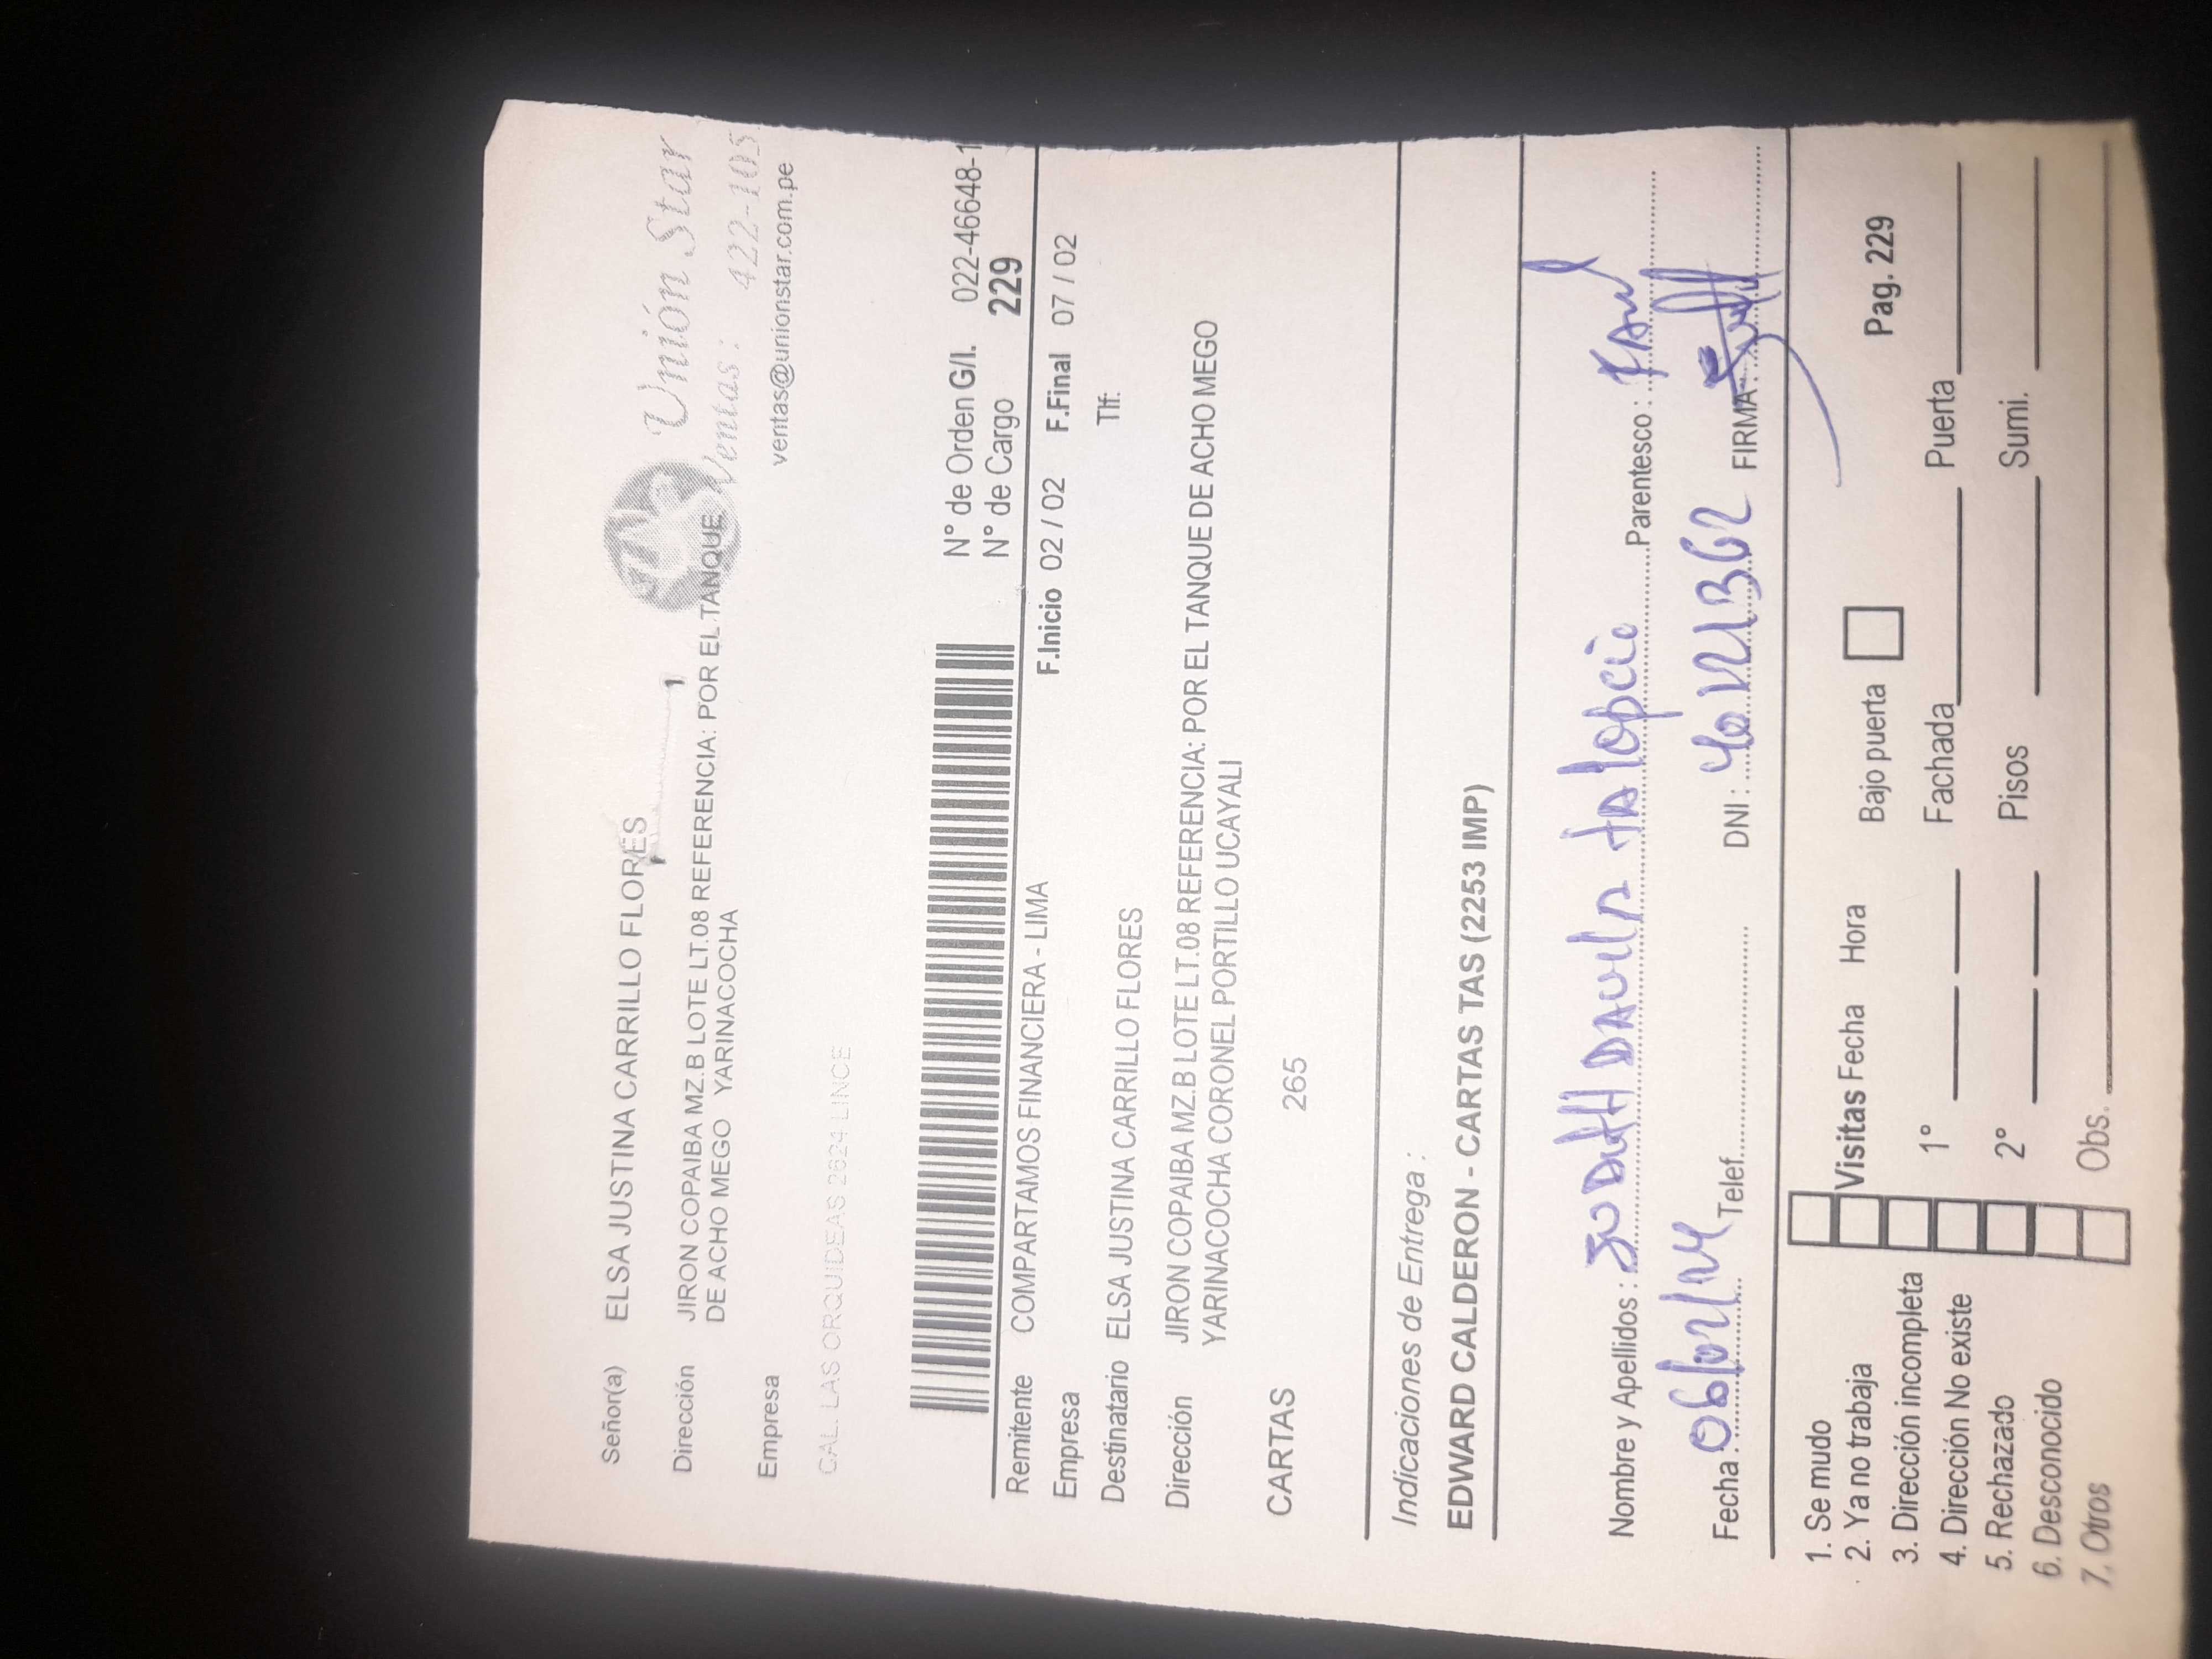 Señor(a) ELSA JUSTINA CARRILLO FLORES
Unión Star
Dirección JIRON COPAIBA MZ.B LOTE LT.08 REFERENCIA: POR EL TANQUE
1
DE ACHO MEGO YARINACOCHA
Ventas: 422-105
Empresa
ventas@unionstar.com.pe
CAL. LAS ORQUIDEAS 2624 LINCE
N° de Orden G/I. 022-46648-1
N° de Cargo 229
Remitente COMPARTAMOS FINANCIERA - LIMA
F.Inicio 02 / 02 F.Final 07 / 02
Empresa
Tlf:
Destinatario ELSA JUSTINA CARRILLO FLORES
Dirección JIRON COPAIBA MZ.B LOTE LT.08 REFERENCIA: POR EL TANQUE DE ACHO MEGO
YARINACOCHA CORONEL PORTILLO UCAYALI
CARTAS 265
Indicaciones de Entrega :
EDWARD CALDERON - CARTAS TAS (2253 IMP)
Nombre y Apellidos : Parentesco :
Fecha : Telef. DNI : FIRMA:
1. Se mudo
2. Ya no trabaja
3. Dirección incompleta
4. Dirección No existe
5. Rechazado
6. Desconocido
7. Otros
Visitas Fecha Hora Bajo puerta Pag. 229
1° Fachada Puerta
2° Pisos Sumi.
Obs.